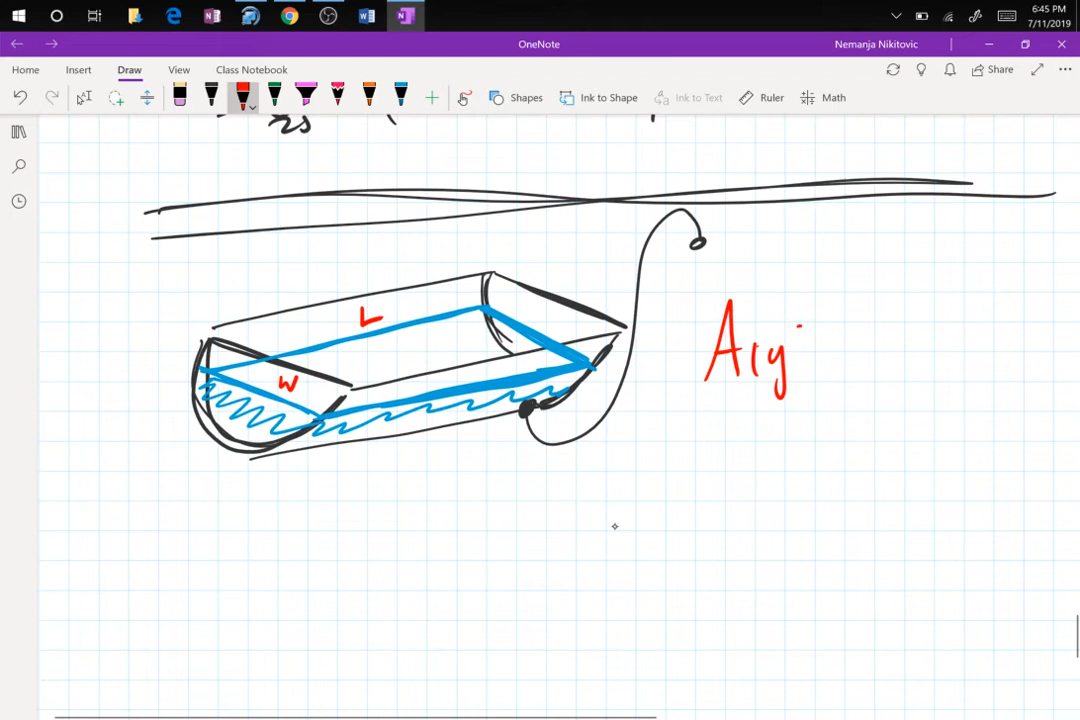 6:45 PM
7/11/2019
OneNote
Nemanja Nikitovic
Home Insert Draw View Class Notebook
Share
Shapes Ink to Shape Ink to Text Ruler Math
L
W